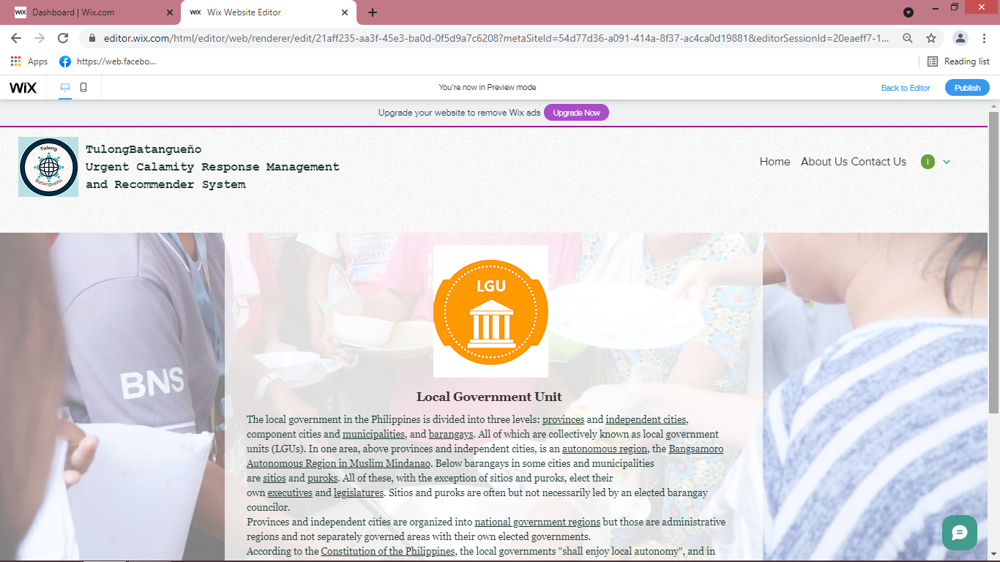 Dashboard | Wix.com
Wix Website Editor
editor.wix.com/html/editor/web/renderer/edit/21aff235-aa3f-45e3-ba0d-0f5d9a7c6208?metaSiteId=54d77d36-a091-414a-8f37-ac4ca0d19881&editorSessionId=20eaeff7-1...
Apps
https://web.facebo...
Reading list
WiX
You're now in Preview mode
Back to Editor
Publish
Upgrade your website to remove Wix ads
Upgrade Now
Tulong
Batangueño
TulongBatangueño
Urgent Calamity Response Management
and Recommender System
Home
About Us
Contact Us
I
CHILDREN
SPORTS
LGU
BNS
Local Government Unit
The local government in the Philippines is divided into three levels: provinces and independent cities,
component cities and municipalities, and barangays. All of which are collectively known as local government
units (LGUs). In one area, above provinces and independent cities, is an autonomous region, the Bangsamoro
Autonomous Region in Muslim Mindanao. Below barangays in some cities and municipalities
are sitios and puroks. All of these, with the exception of sitios and puroks, elect their
own executives and legislatures. Sitios and puroks are often but not necessarily led by an elected barangay
councilor.
Provinces and independent cities are organized into national government regions but those are administrative
regions and not separately governed areas with their own elected governments.
According to the Constitution of the Philippines, the local governments "shall enjoy local autonomy", and in